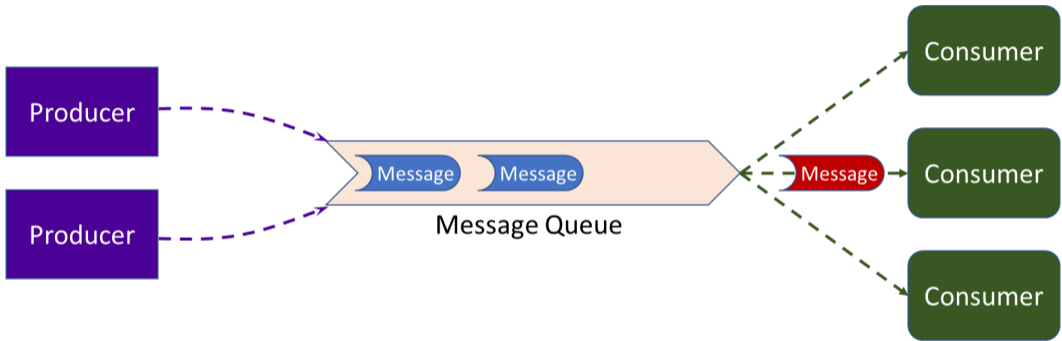 Producer
Producer
Message
Message
Message Queue
Message
Consumer
Consumer
Consumer